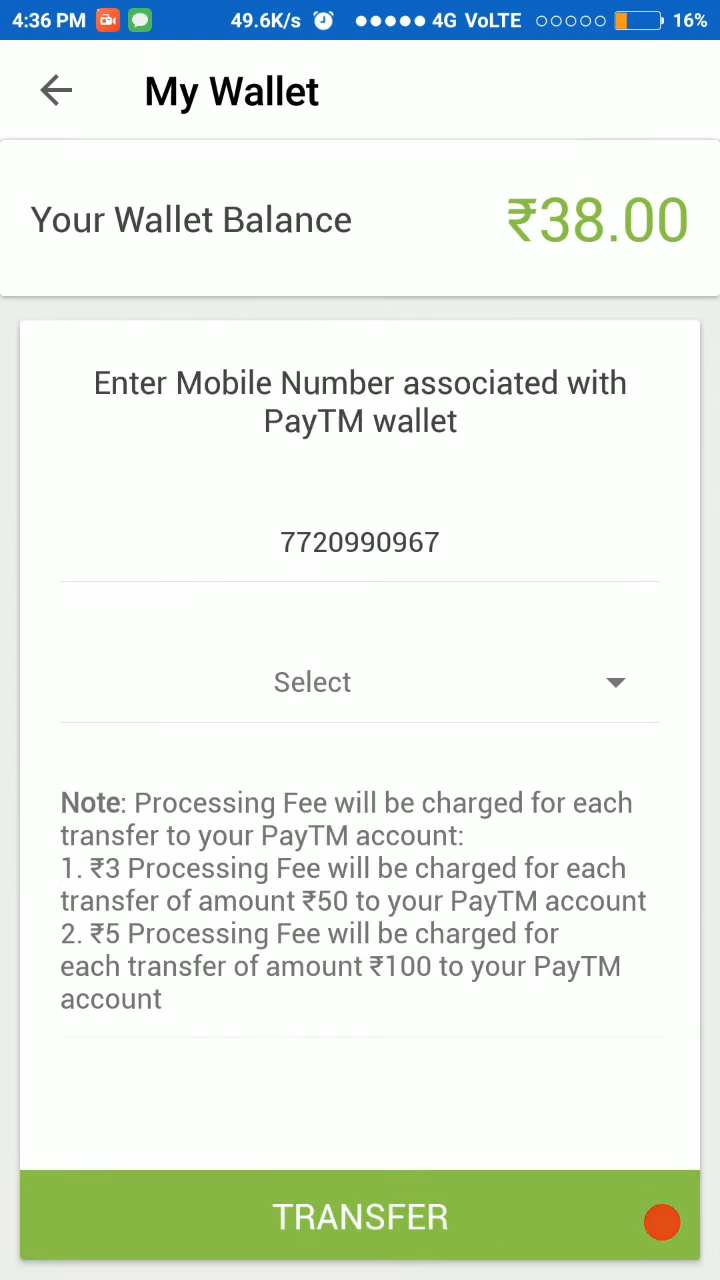 4:36 PM 49.6K/s 4G VoLTE 16%
My Wallet
Your Wallet Balance ₹38.00
Enter Mobile Number associated with
PayTM wallet
7720990967
Select
Note: Processing Fee will be charged for each
transfer to your PayTM account:
1. ₹3 Processing Fee will be charged for each
transfer of amount ₹50 to your PayTM account
2. ₹5 Processing Fee will be charged for
each transfer of amount ₹100 to your PayTM
account
TRANSFER